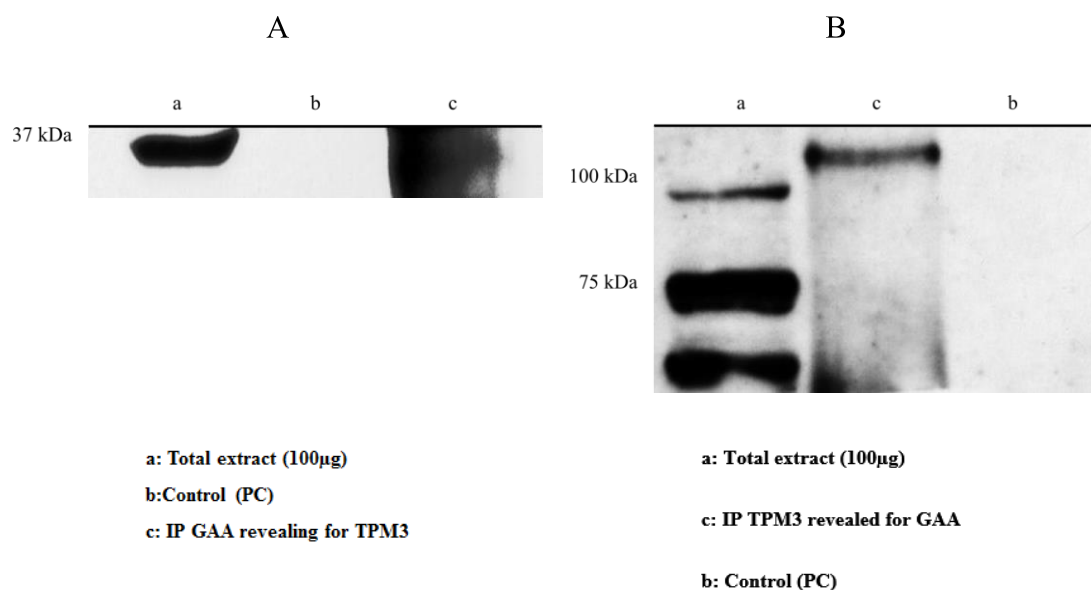 A
a b c
37 kDa
a: Total extract (100µg)
b:Control (PC)
c: IP GAA revealing for TPM3
B
a c b
100 kDa
75 kDa
a: Total extract (100µg)
c: IP TPM3 revealed for GAA
b: Control (PC)